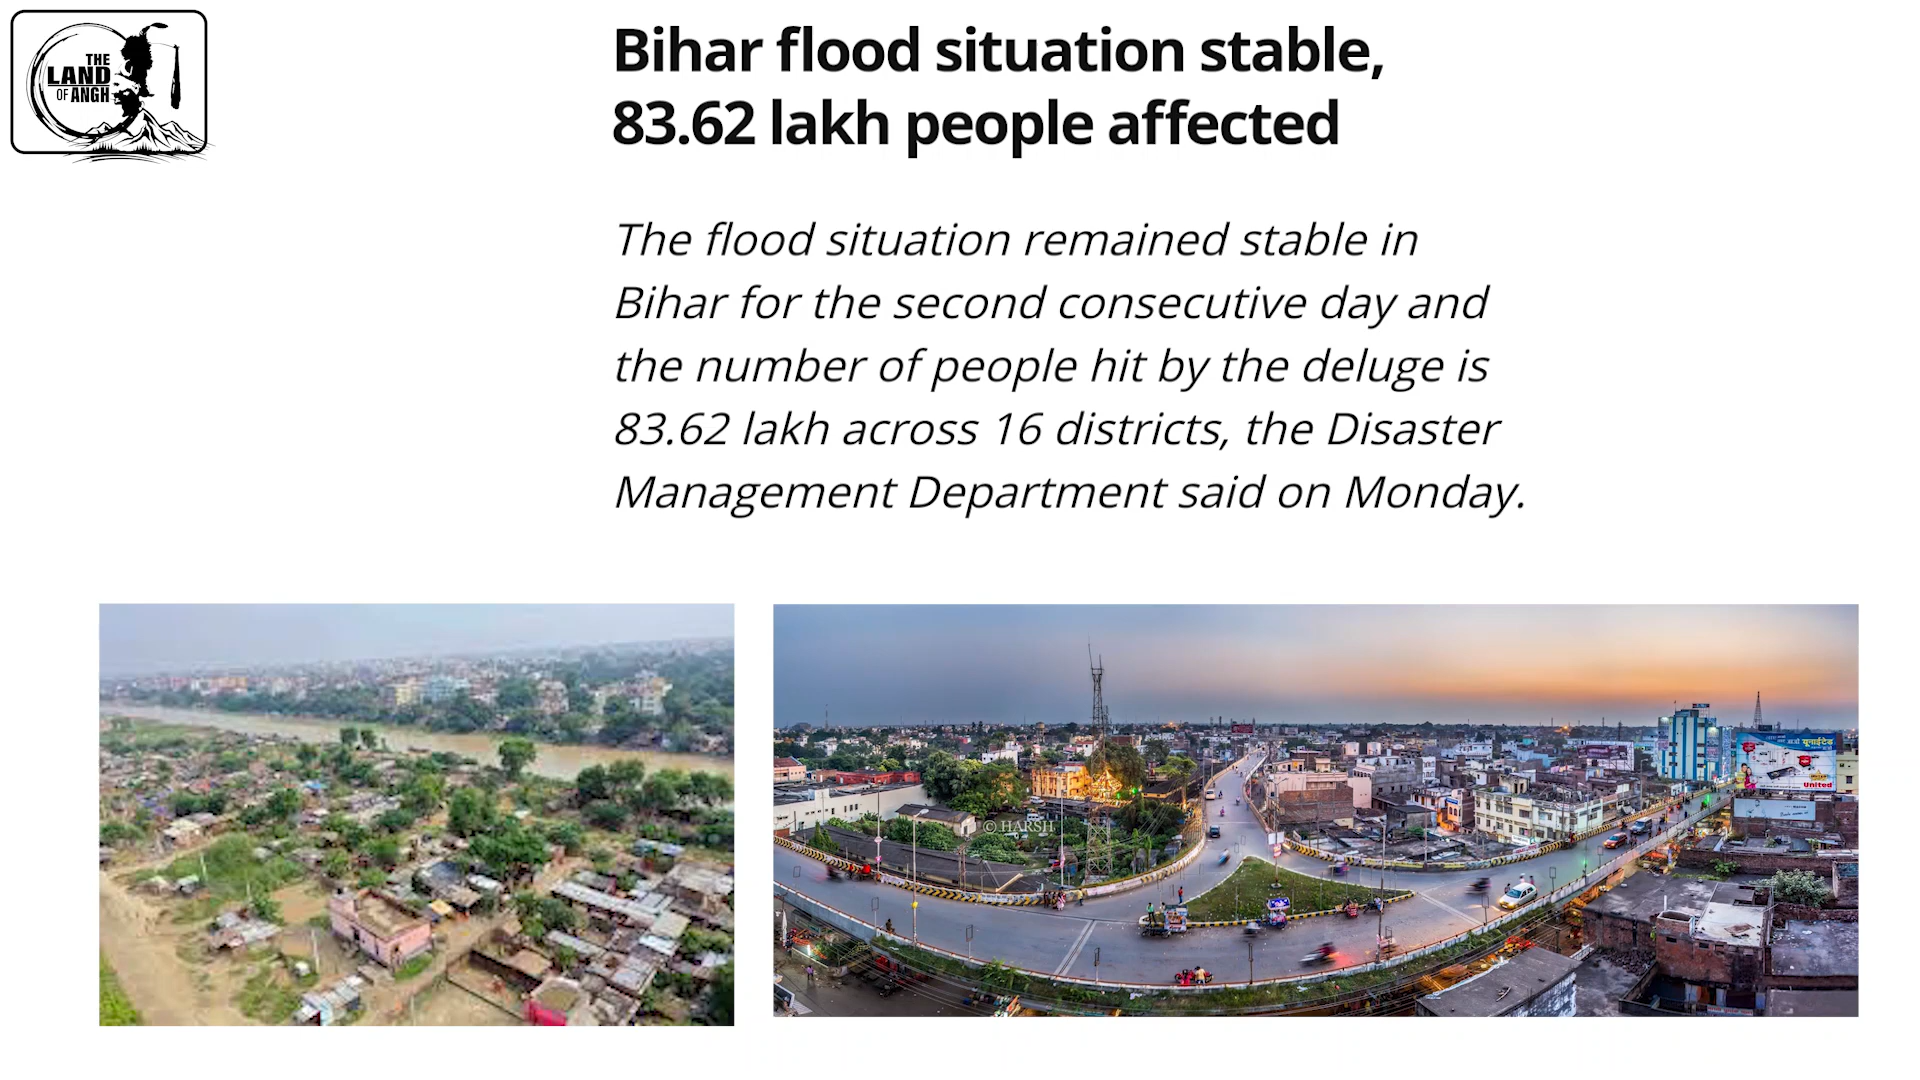 THE
LAND
OF ANGH
Bihar flood situation stable,
83.62 lakh people affected
The flood situation remained stable in
Bihar for the second consecutive day and
the number of people hit by the deluge is
83.62 lakh across 16 districts, the Disaster
Management Department said on Monday.
© HARSH
यूनाईटेड
United